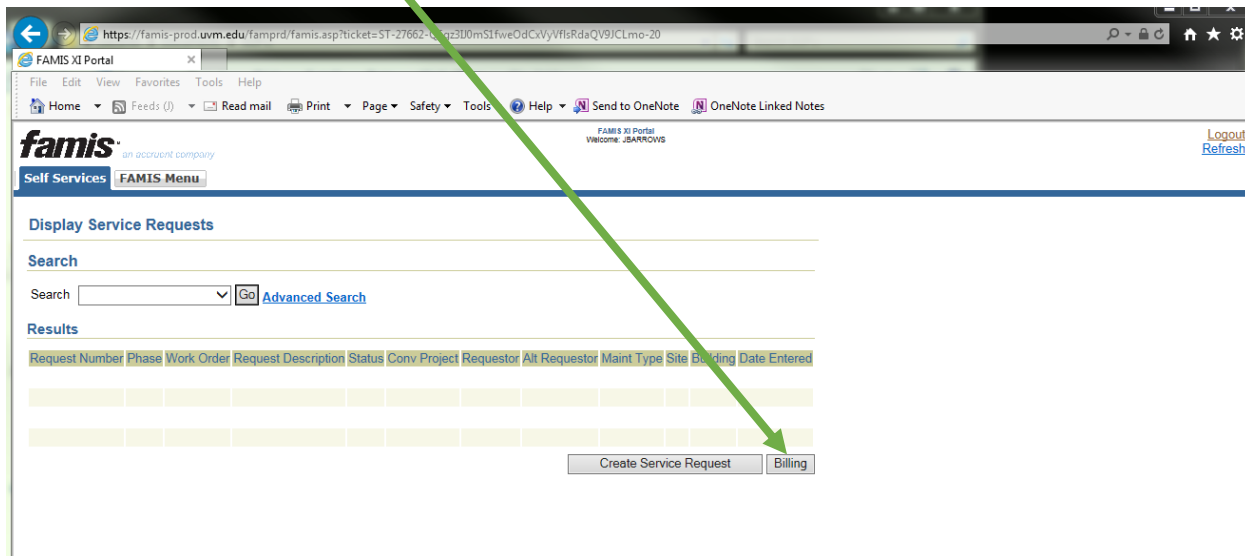 https://famis-prod.uvm.edu/famprd/famis.asp?ticket=ST-27662-
FAMIS XI Portal
File Edit View Favorites Tools Help
Home Feeds (J) Read mail Print Page Safety Tools Help Send to OneNote OneNote Linked Notes
famis an accruent company
FAMIS XI Portal
Welcome: JBARROWS
Logout
Refresh
Self Services FAMIS Menu
Display Service Requests
Search
Search Go Advanced Search
Results
Request Number Phase Work Order Request Description Status Conv Project Requestor Alt Requestor Maint Type Site Building Date Entered
Create Service Request Billing